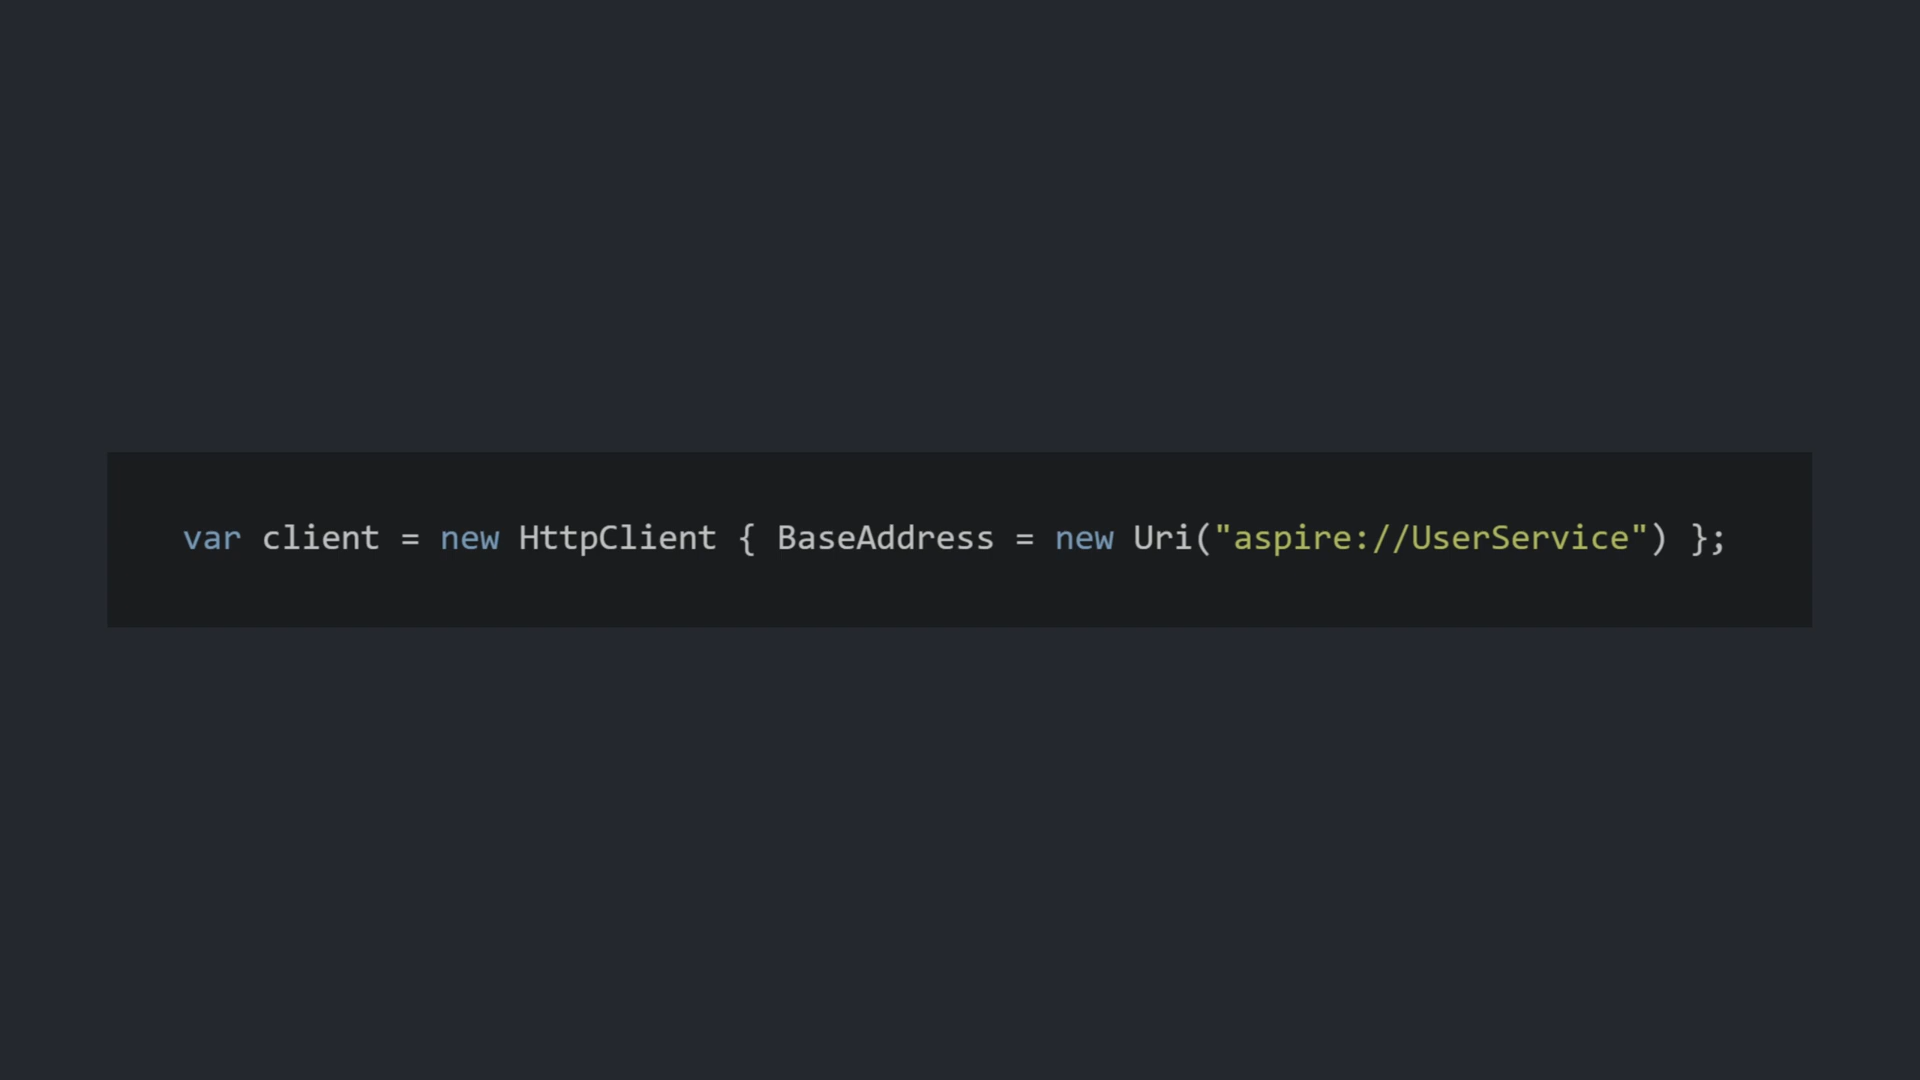 var client = new HttpClient { BaseAddress = new Uri("aspire://UserService") };